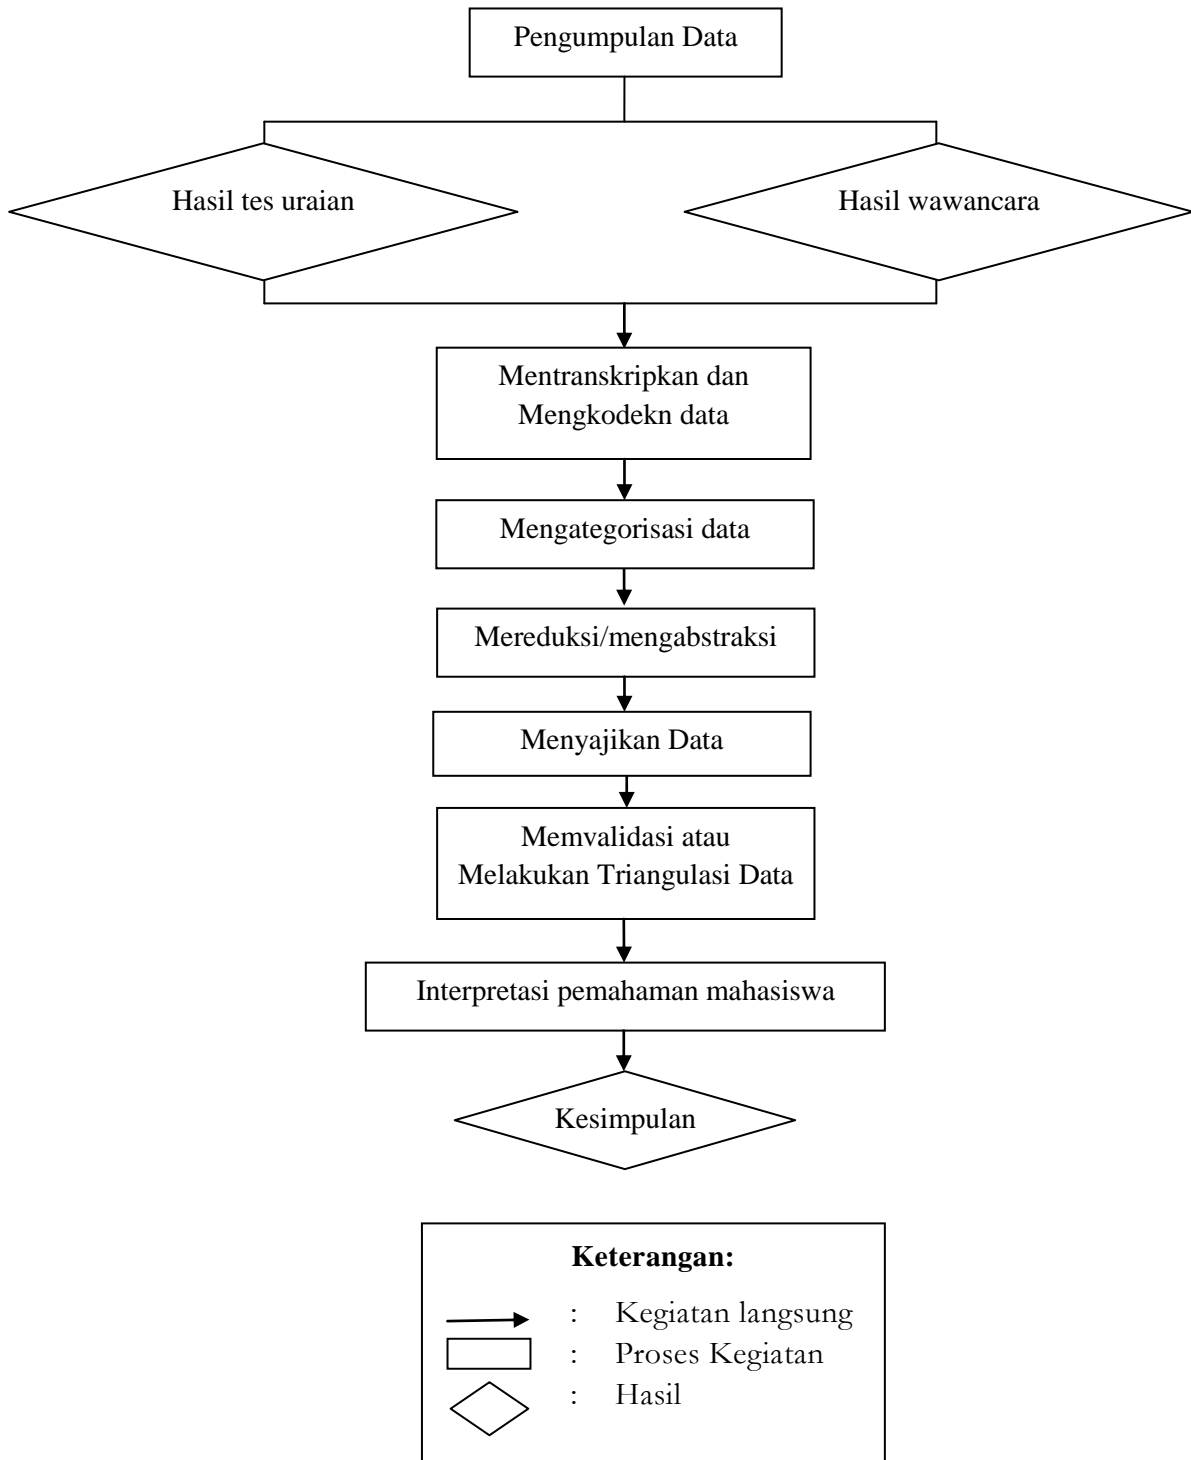 Pengumpulan Data
Hasil tes uraian
Hasil wawancara
Mentranskripkan dan
Mengkodekn data
Mengategorisasi data
Mereduksi/mengabstraksi
Menyajikan Data
Memvalidasi atau
Melakukan Triangulasi Data
Interpretasi pemahaman mahasiswa
Kesimpulan
Keterangan:
: Kegiatan langsung
: Proses Kegiatan
: Hasil